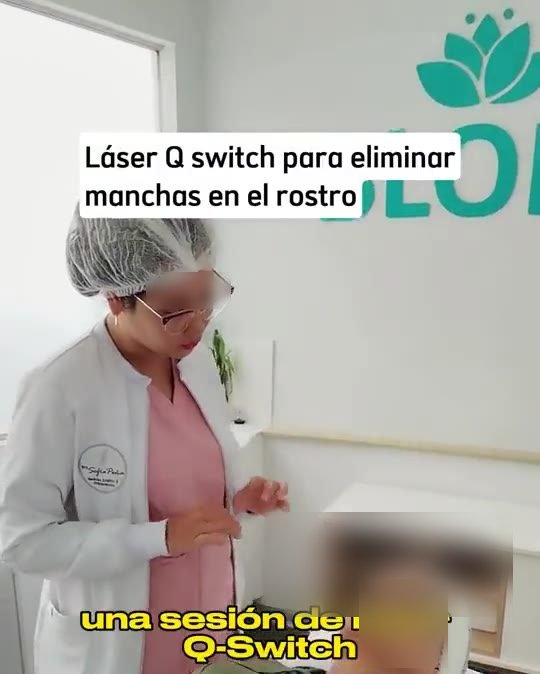 Láser Q switch para eliminar
manchas en el rostro
una sesión de
Q-Switch